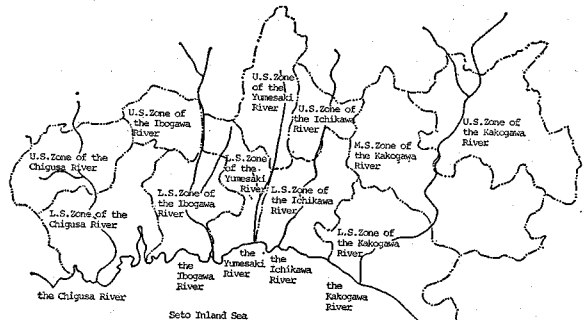 U.S.Zone
of the
Yumesaki
River
U.S.Zone of
the Ibogawa
River
U.S.Zone of
the Ichikawa
River
U.S.Zone
of the Kakogawa
River
M.S.Zone of
the Kakogawa
River
U.S.Zone of the
Chigusa River
L.S.Zone
of the
Yumesaki
River
L.S.Zone of
the Ibogawa
River
L.S.Zone of
the Ichikawa
River
L.S.Zone of the
Chigusa River
L.S.Zone of
the Kakogawa
River
the Chigusa River
the
Ibogawa
River
the
Yumesaki
River
the
Ichikawa
River
the
Kakogawa
River
Seto Inland Sea